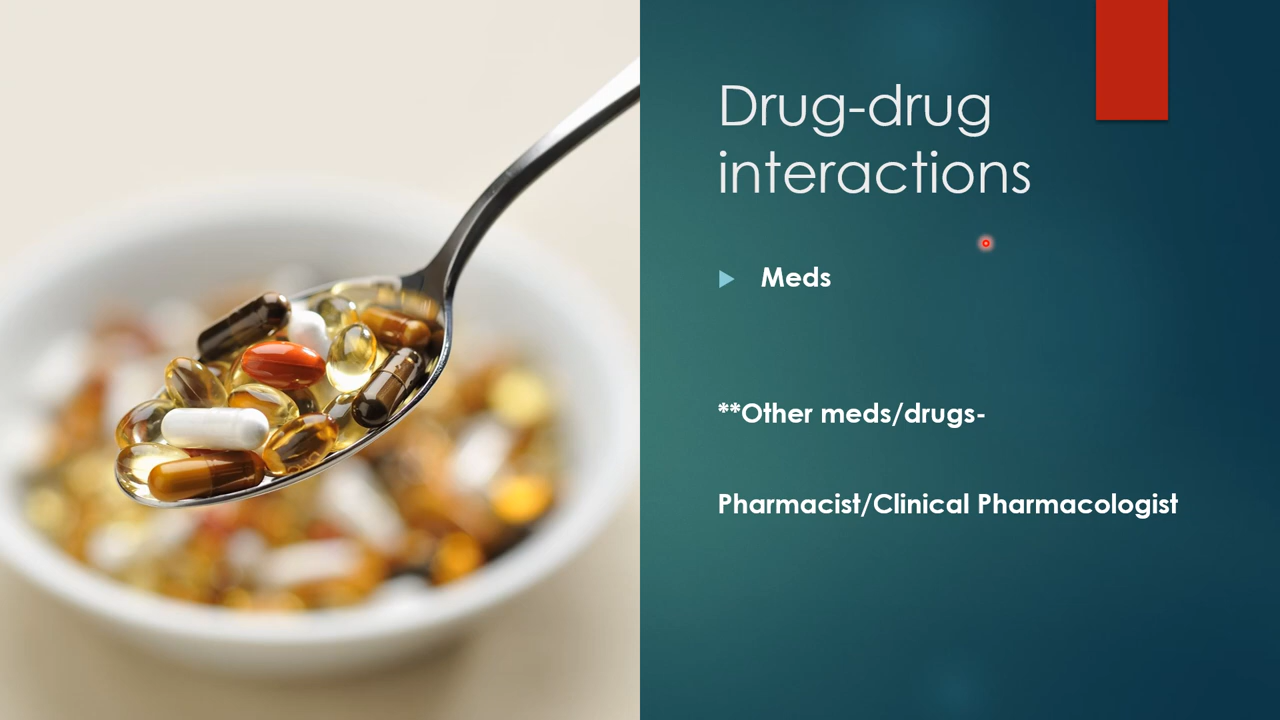 Drug-drug
interactions
Meds
**Other meds/drugs-
Pharmacist/Clinical Pharmacologist